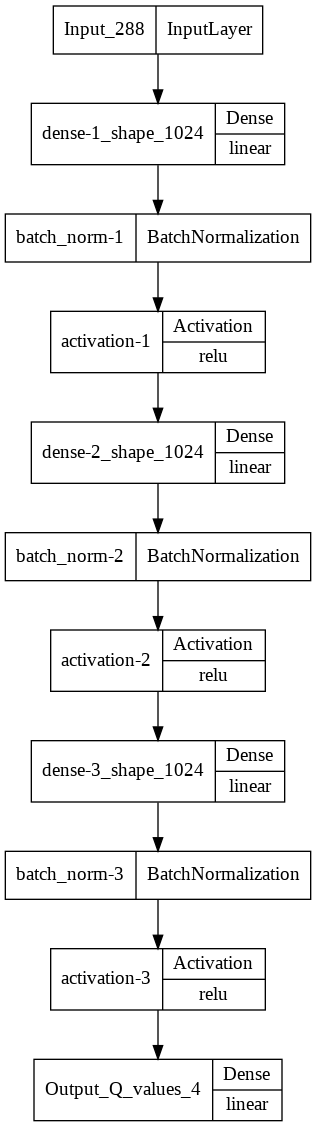 Input_288 InputLayer
dense-1_shape_1024 Dense
linear
batch_norm-1 BatchNormalization
activation-1 Activation
relu
dense-2_shape_1024 Dense
linear
batch_norm-2 BatchNormalization
activation-2 Activation
relu
dense-3_shape_1024 Dense
linear
batch_norm-3 BatchNormalization
activation-3 Activation
relu
Output_Q_values_4 Dense
linear